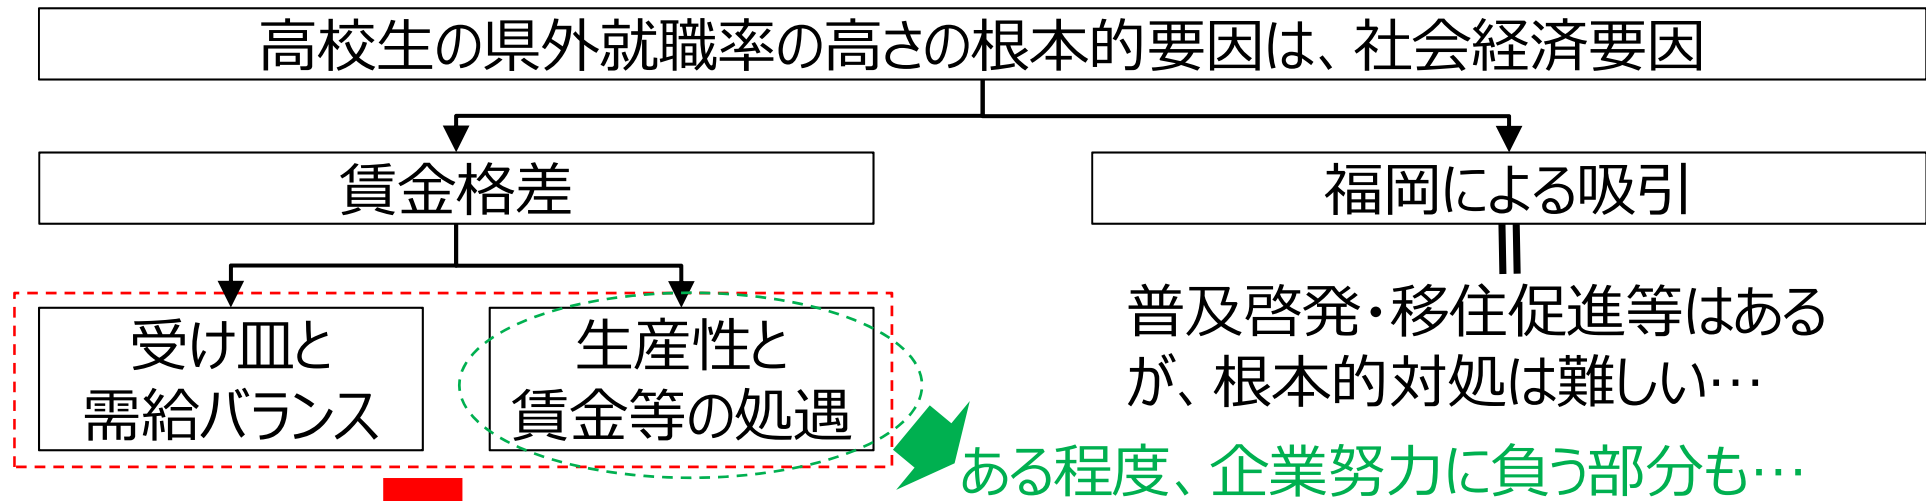 高校生の県外就職率の高さの根本的要因は、社会経済要因
賃金格差
福岡による吸引
受け皿と
需給バランス
生産性と
賃金等の処遇
普及啓発・移住促進等はある
が、根本的対処は難しい…
ある程度、企業努力に負う部分も…